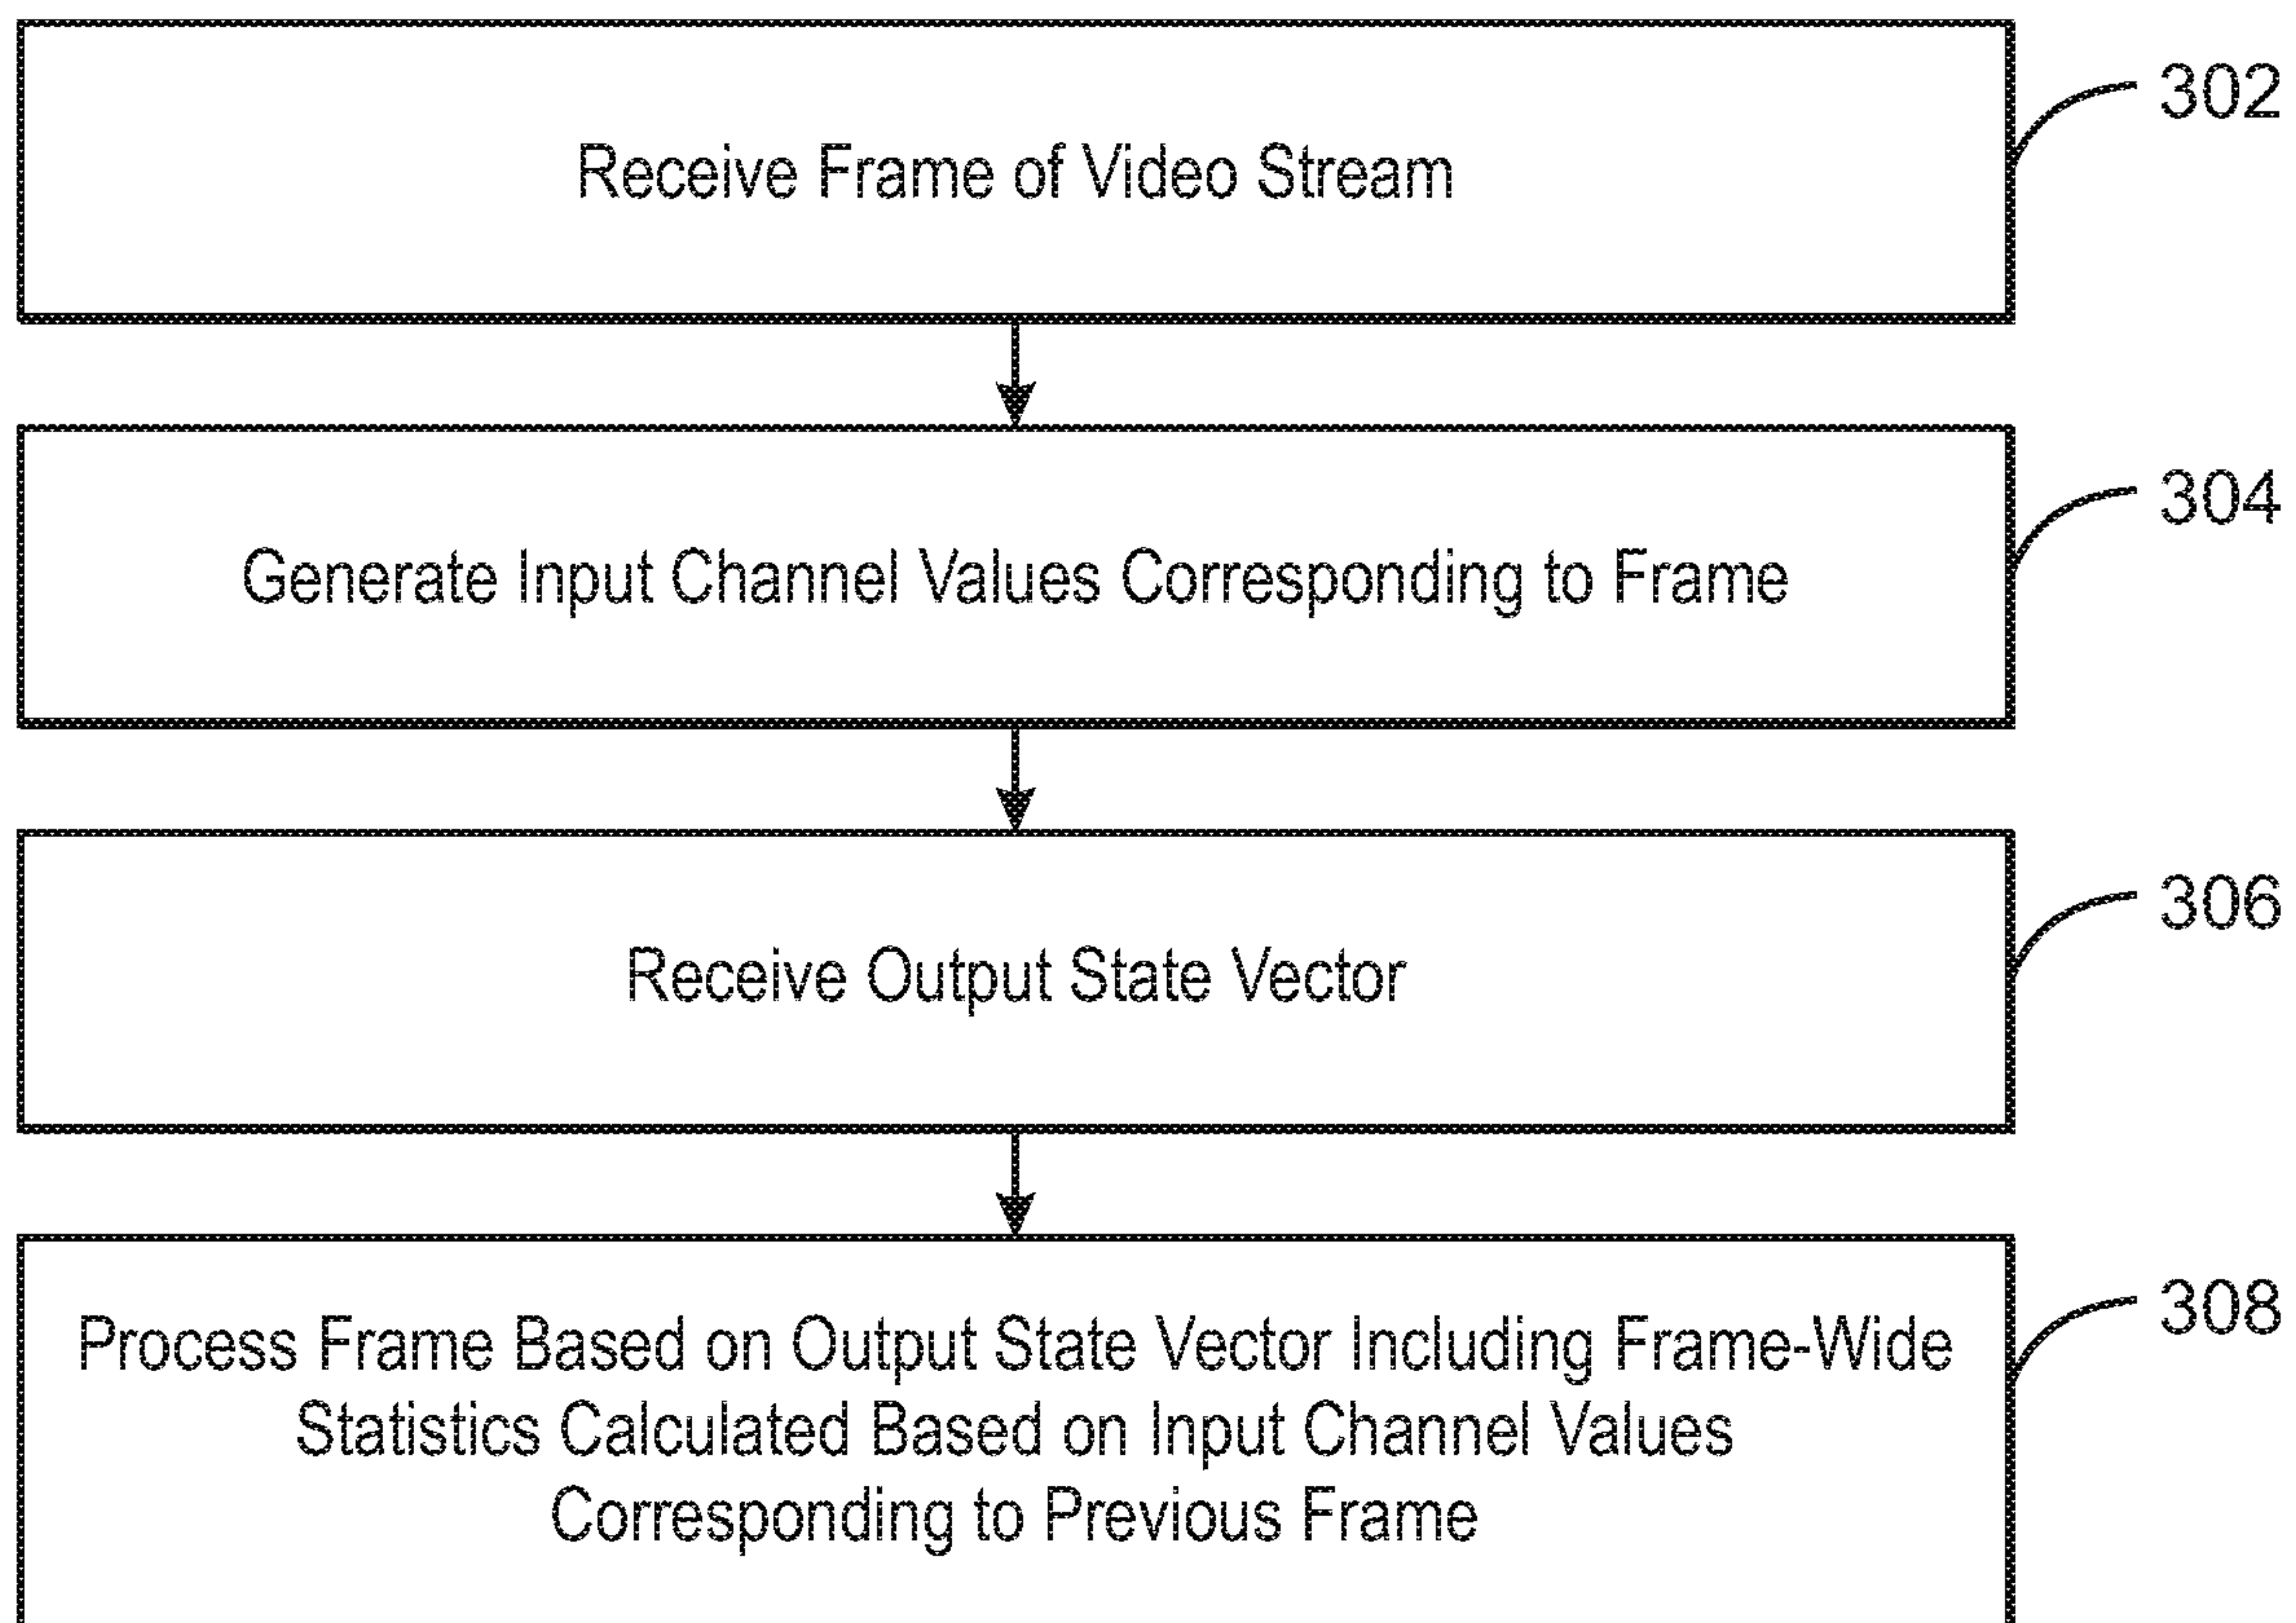 Receive Frame of Video Stream
302
Generate Input Channel Values Corresponding to Frame
304
Receive Output State Vector
306
Process Frame Based on Output State Vector Including Frame-Wide
Statistics Calculated Based on Input Channel Values
Corresponding to Previous Frame
308